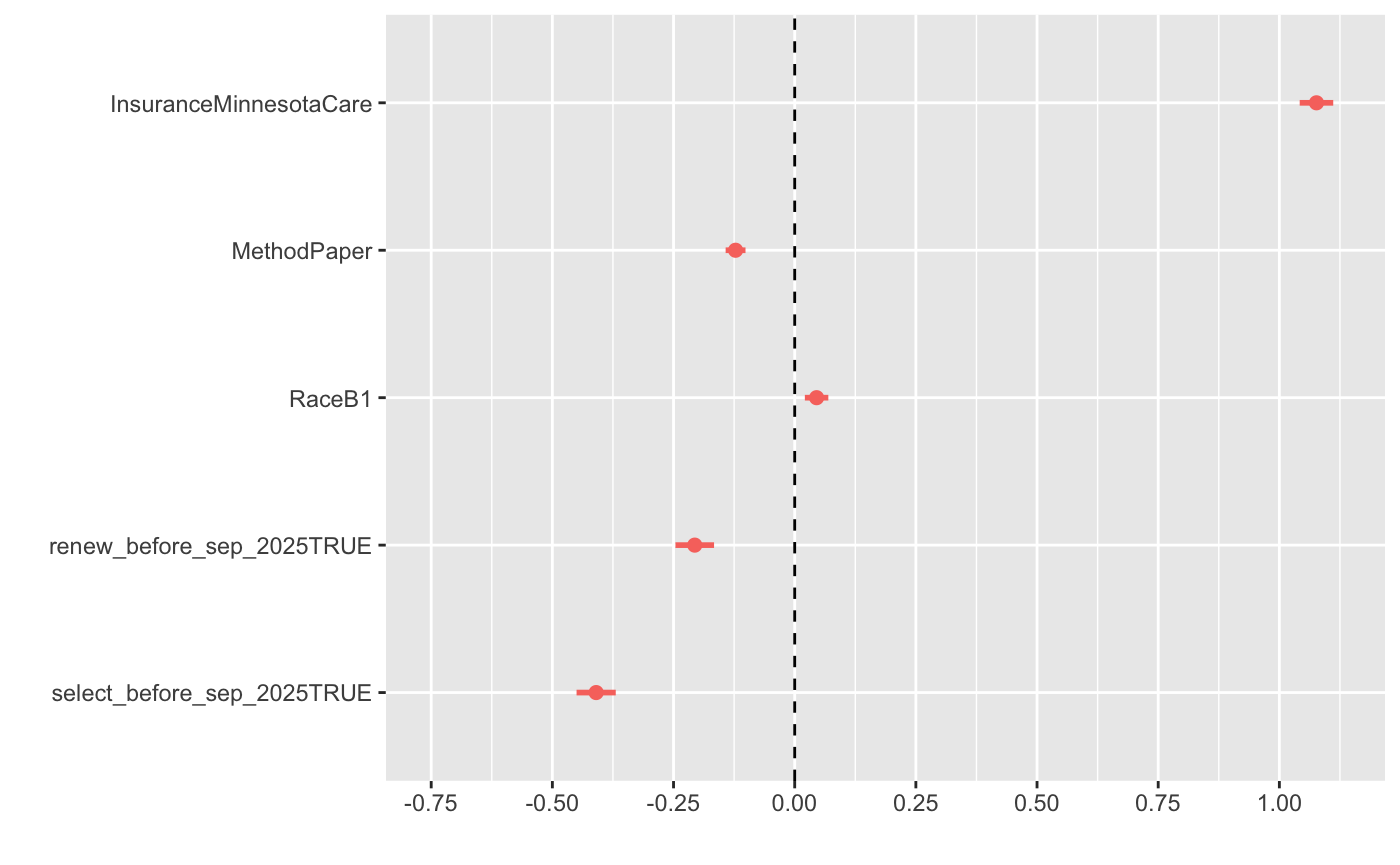 InsuranceMinnesotaCare
MethodPaper
RaceB1
renew_before_sep_2025TRUE
select_before_sep_2025TRUE
-0.75 -0.50 -0.25 0.00 0.25 0.50 0.75 1.00